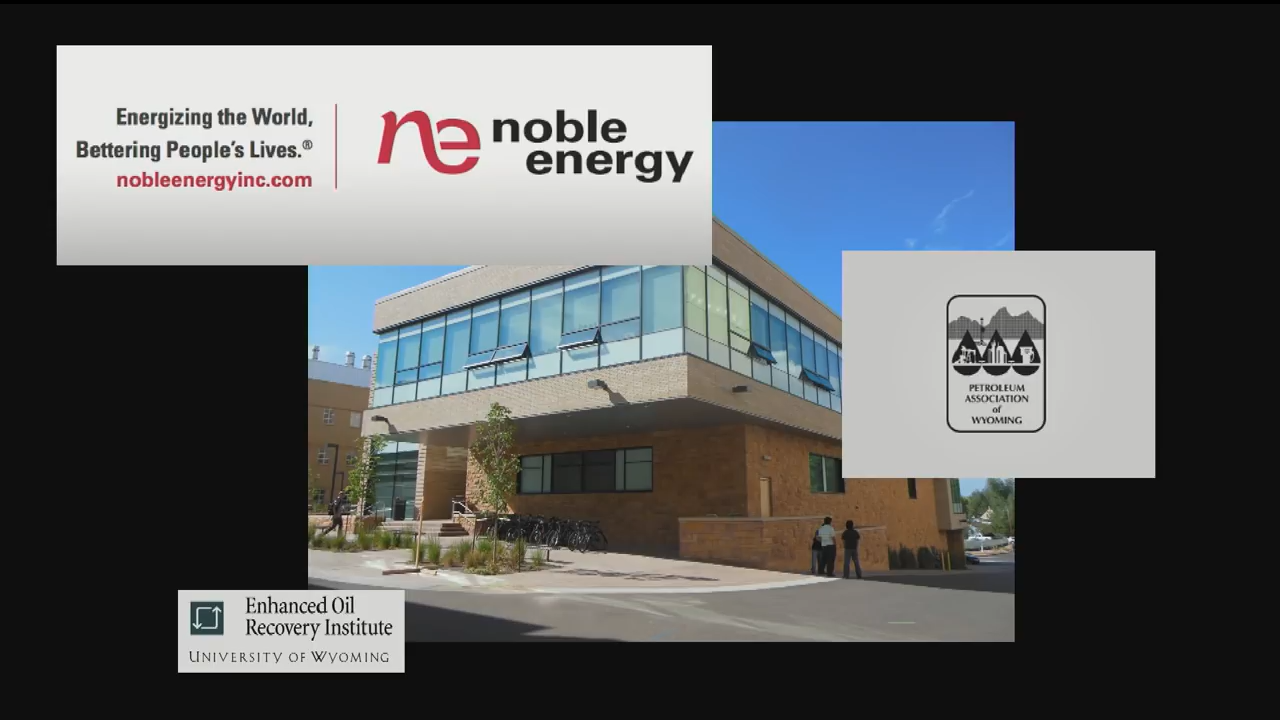 Energizing the World,
Bettering People's Lives.®
nobleenergyinc.com
ne noble
energy
PETROLEUM
ASSOCIATION
of
WYOMING
Enhanced Oil
Recovery Institute
UNIVERSITY OF WYOMING